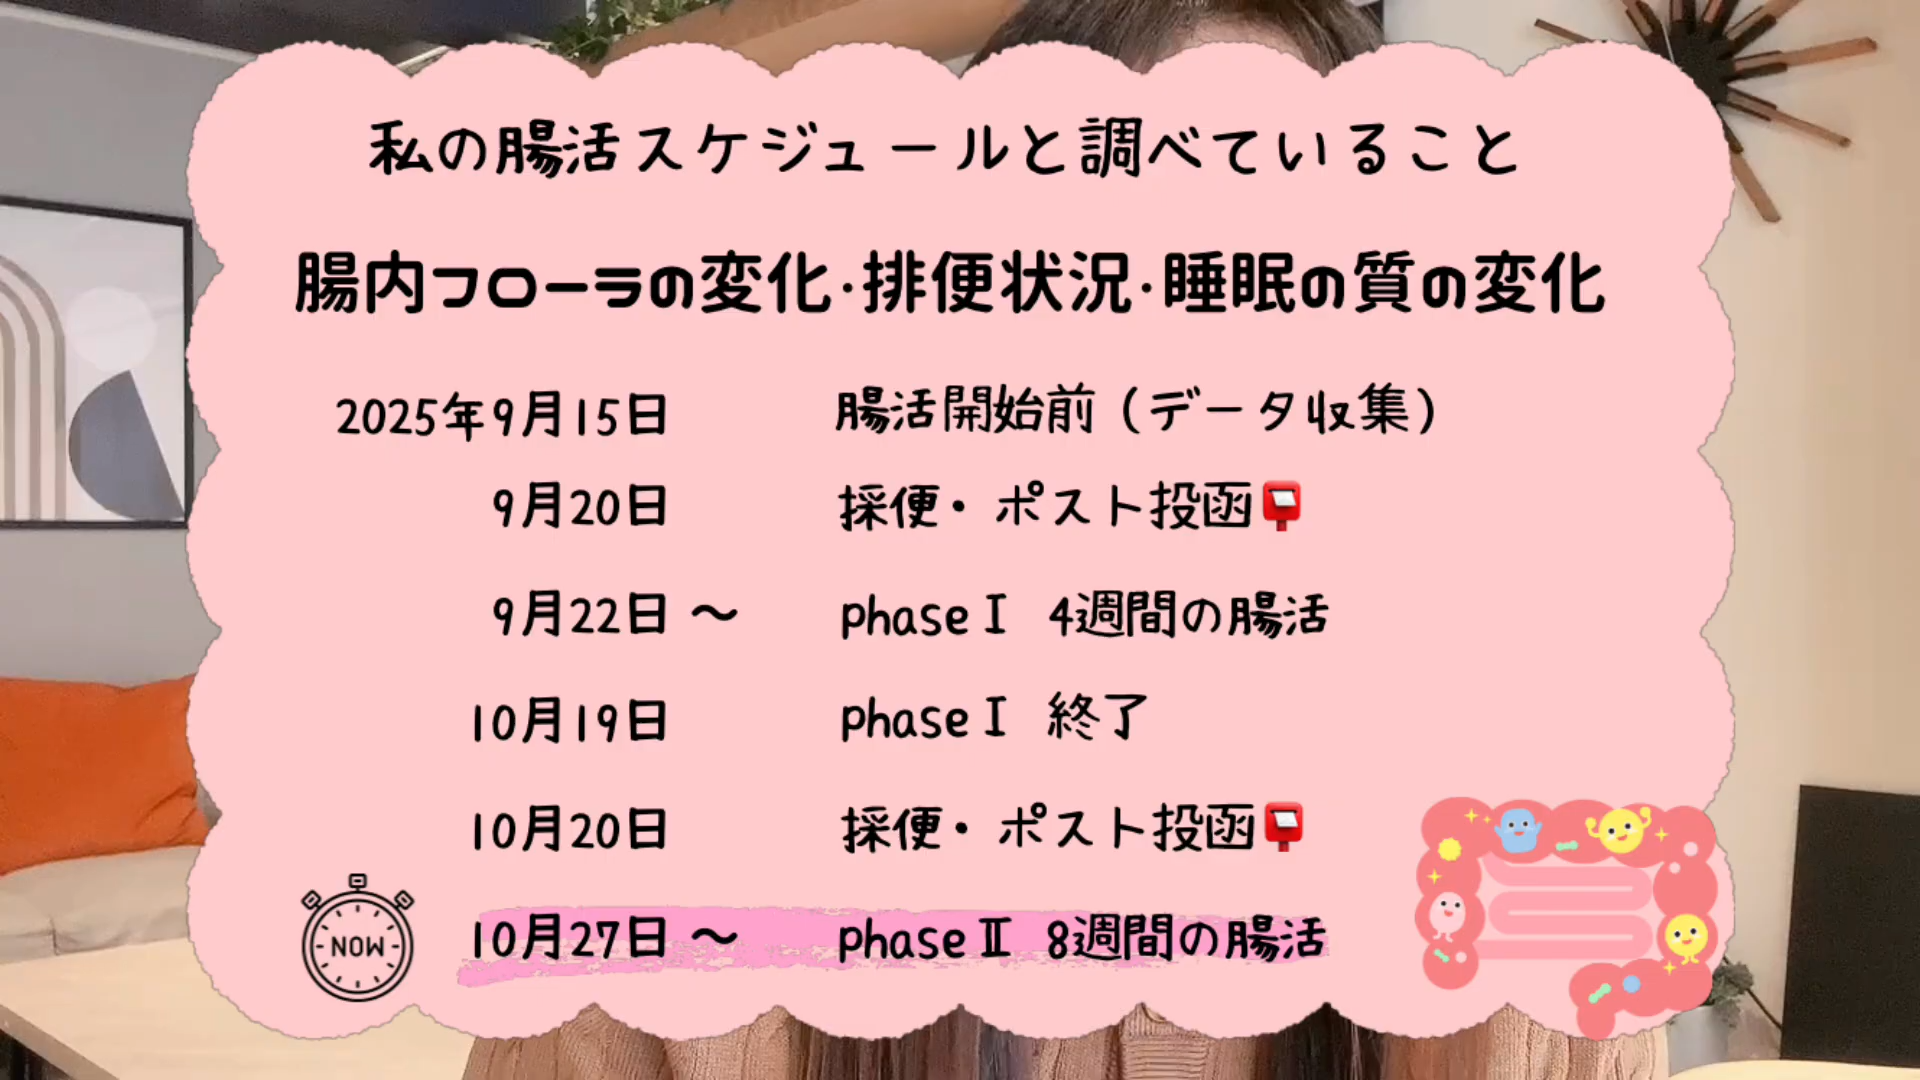 私の腸活スケジュールと調べていること
腸内フローラの変化·排便状況·睡眠の質の変化
2025年9月15日 腸活開始前（データ収集）
9月20日 採便・ポスト投函
9月22日 〜 phaseⅠ 4週間の腸活
10月19日 phaseⅠ 終了
10月20日 採便・ポスト投函
NOW 10月27日 〜 phaseⅡ 8週間の腸活